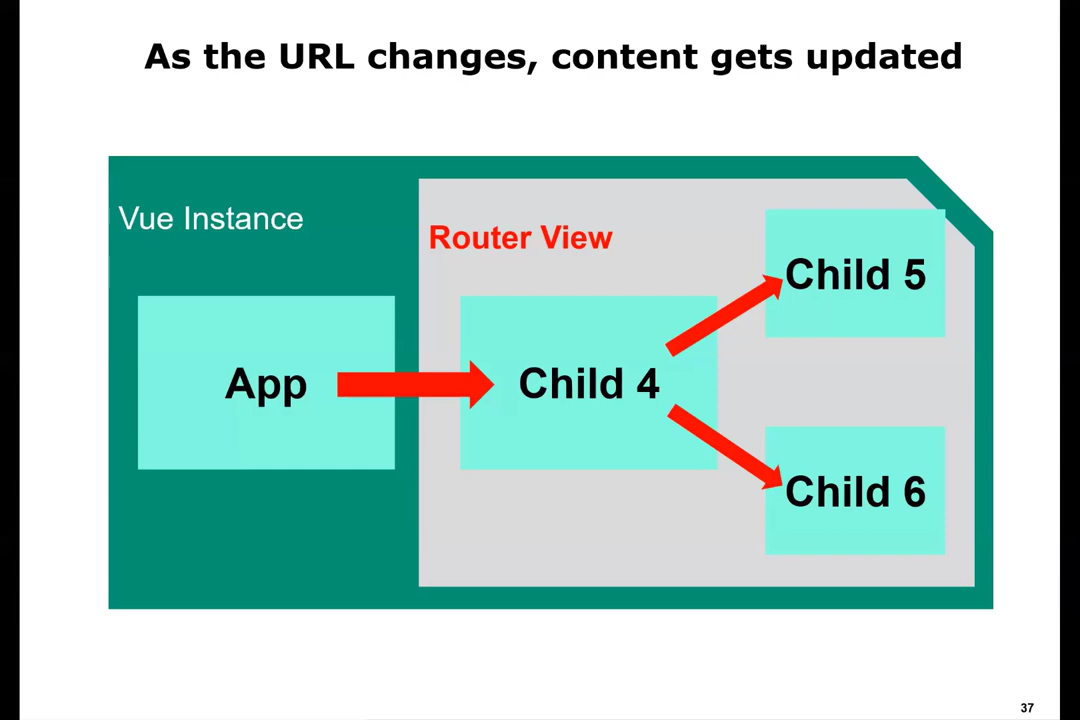 As the URL changes, content gets updated
Vue Instance
Router View
App
Child 4
Child 5
Child 6
37